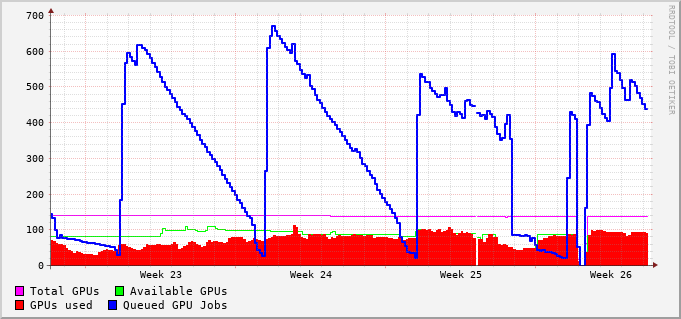 700
600
500
400
300
200
100
0
Week 23 Week 24 Week 25 Week 26
Total GPUs Available GPUs
GPUs used Queued GPU Jobs
RRDTOOL / TOBI OETIKER